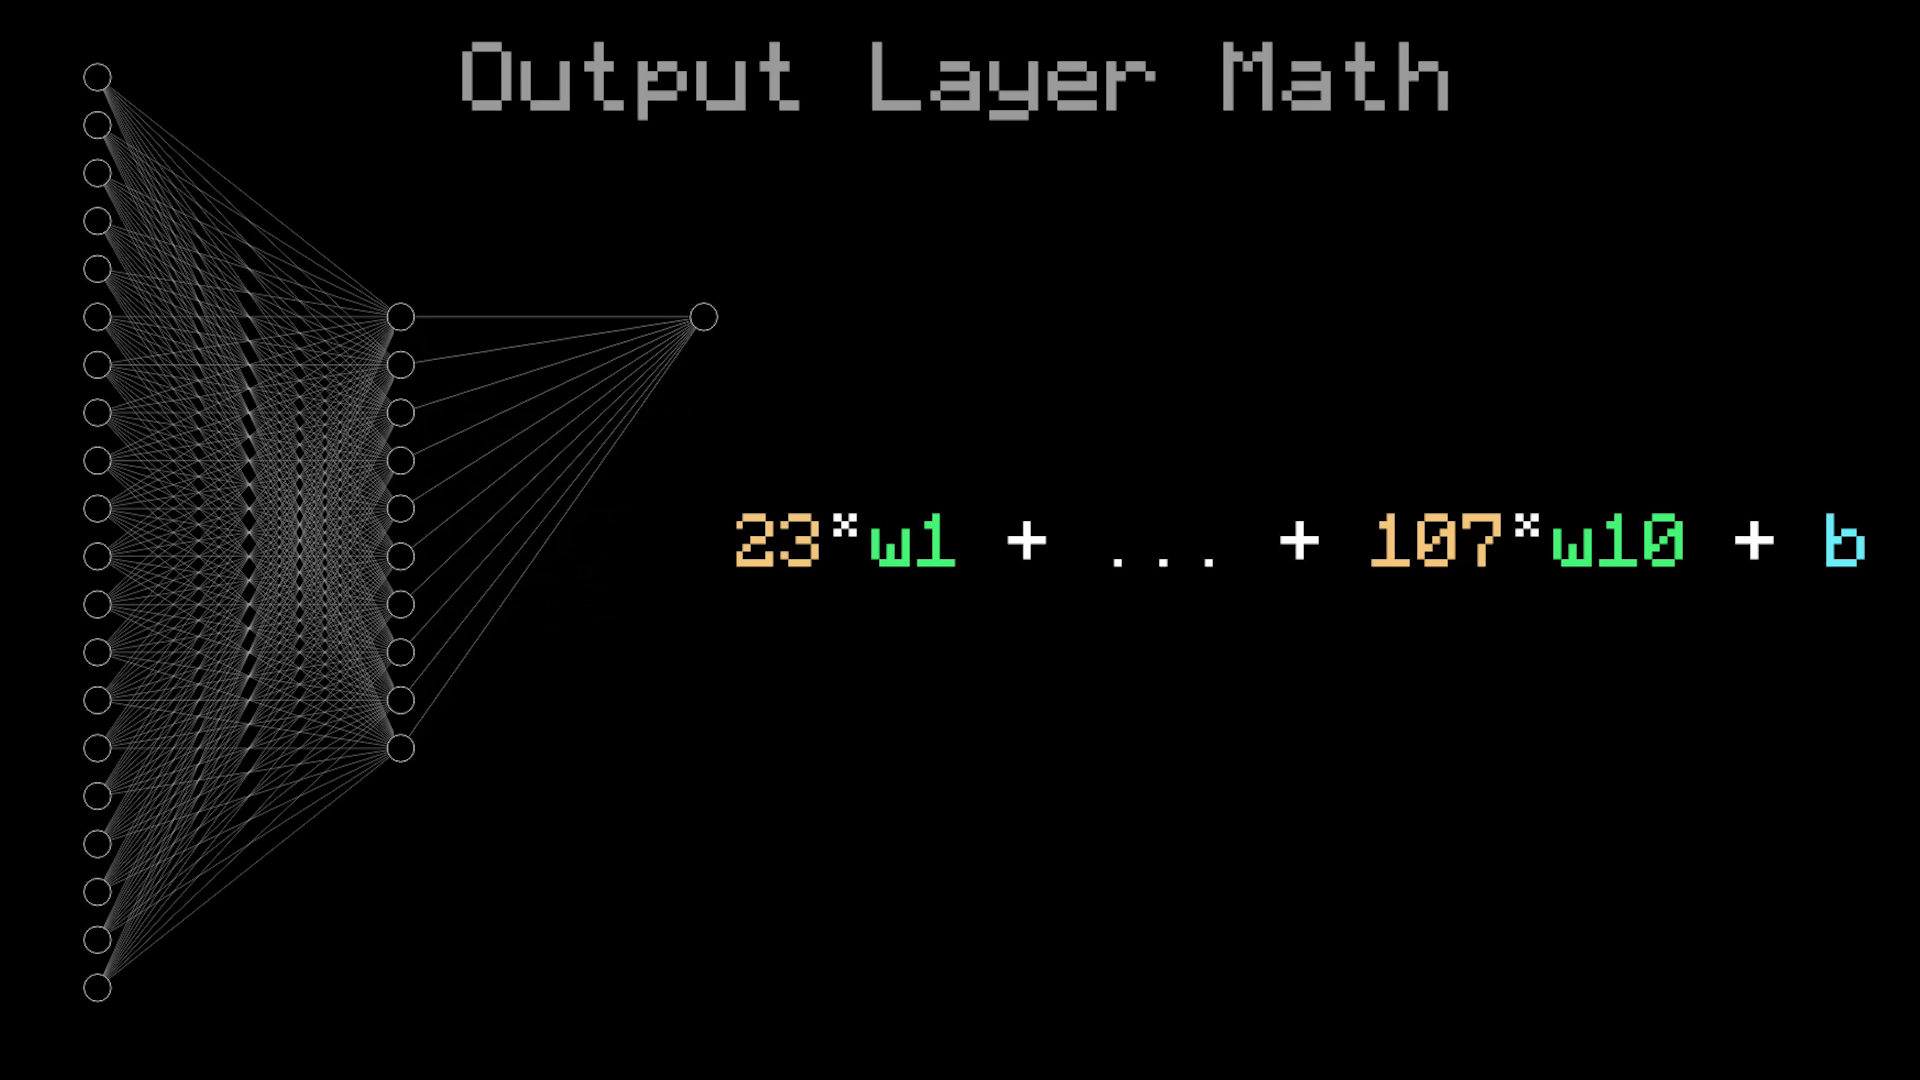 Output Layer Math
23×w1 + ... + 107×w10 + b